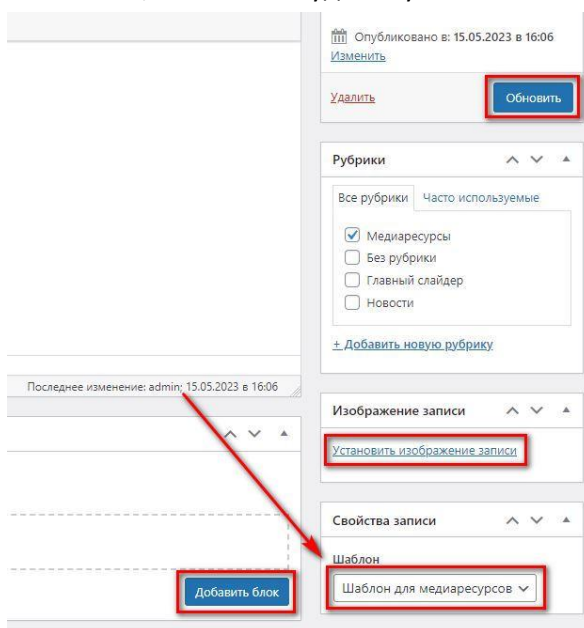 Опубликовано в: 15.05.2023 в 16:06
Изменить
Удалить
Обновить
Рубрики
Все рубрики
Часто используемые
Медиаресурсы
Без рубрики
Главный слайдер
Новости
+ Добавить новую рубрику
Последнее изменение: admin; 15.05.2023 в 16:06
Изображение записи
Установить изображение записи
Свойства записи
Шаблон
Добавить блок
Шаблон для медиаресурсов